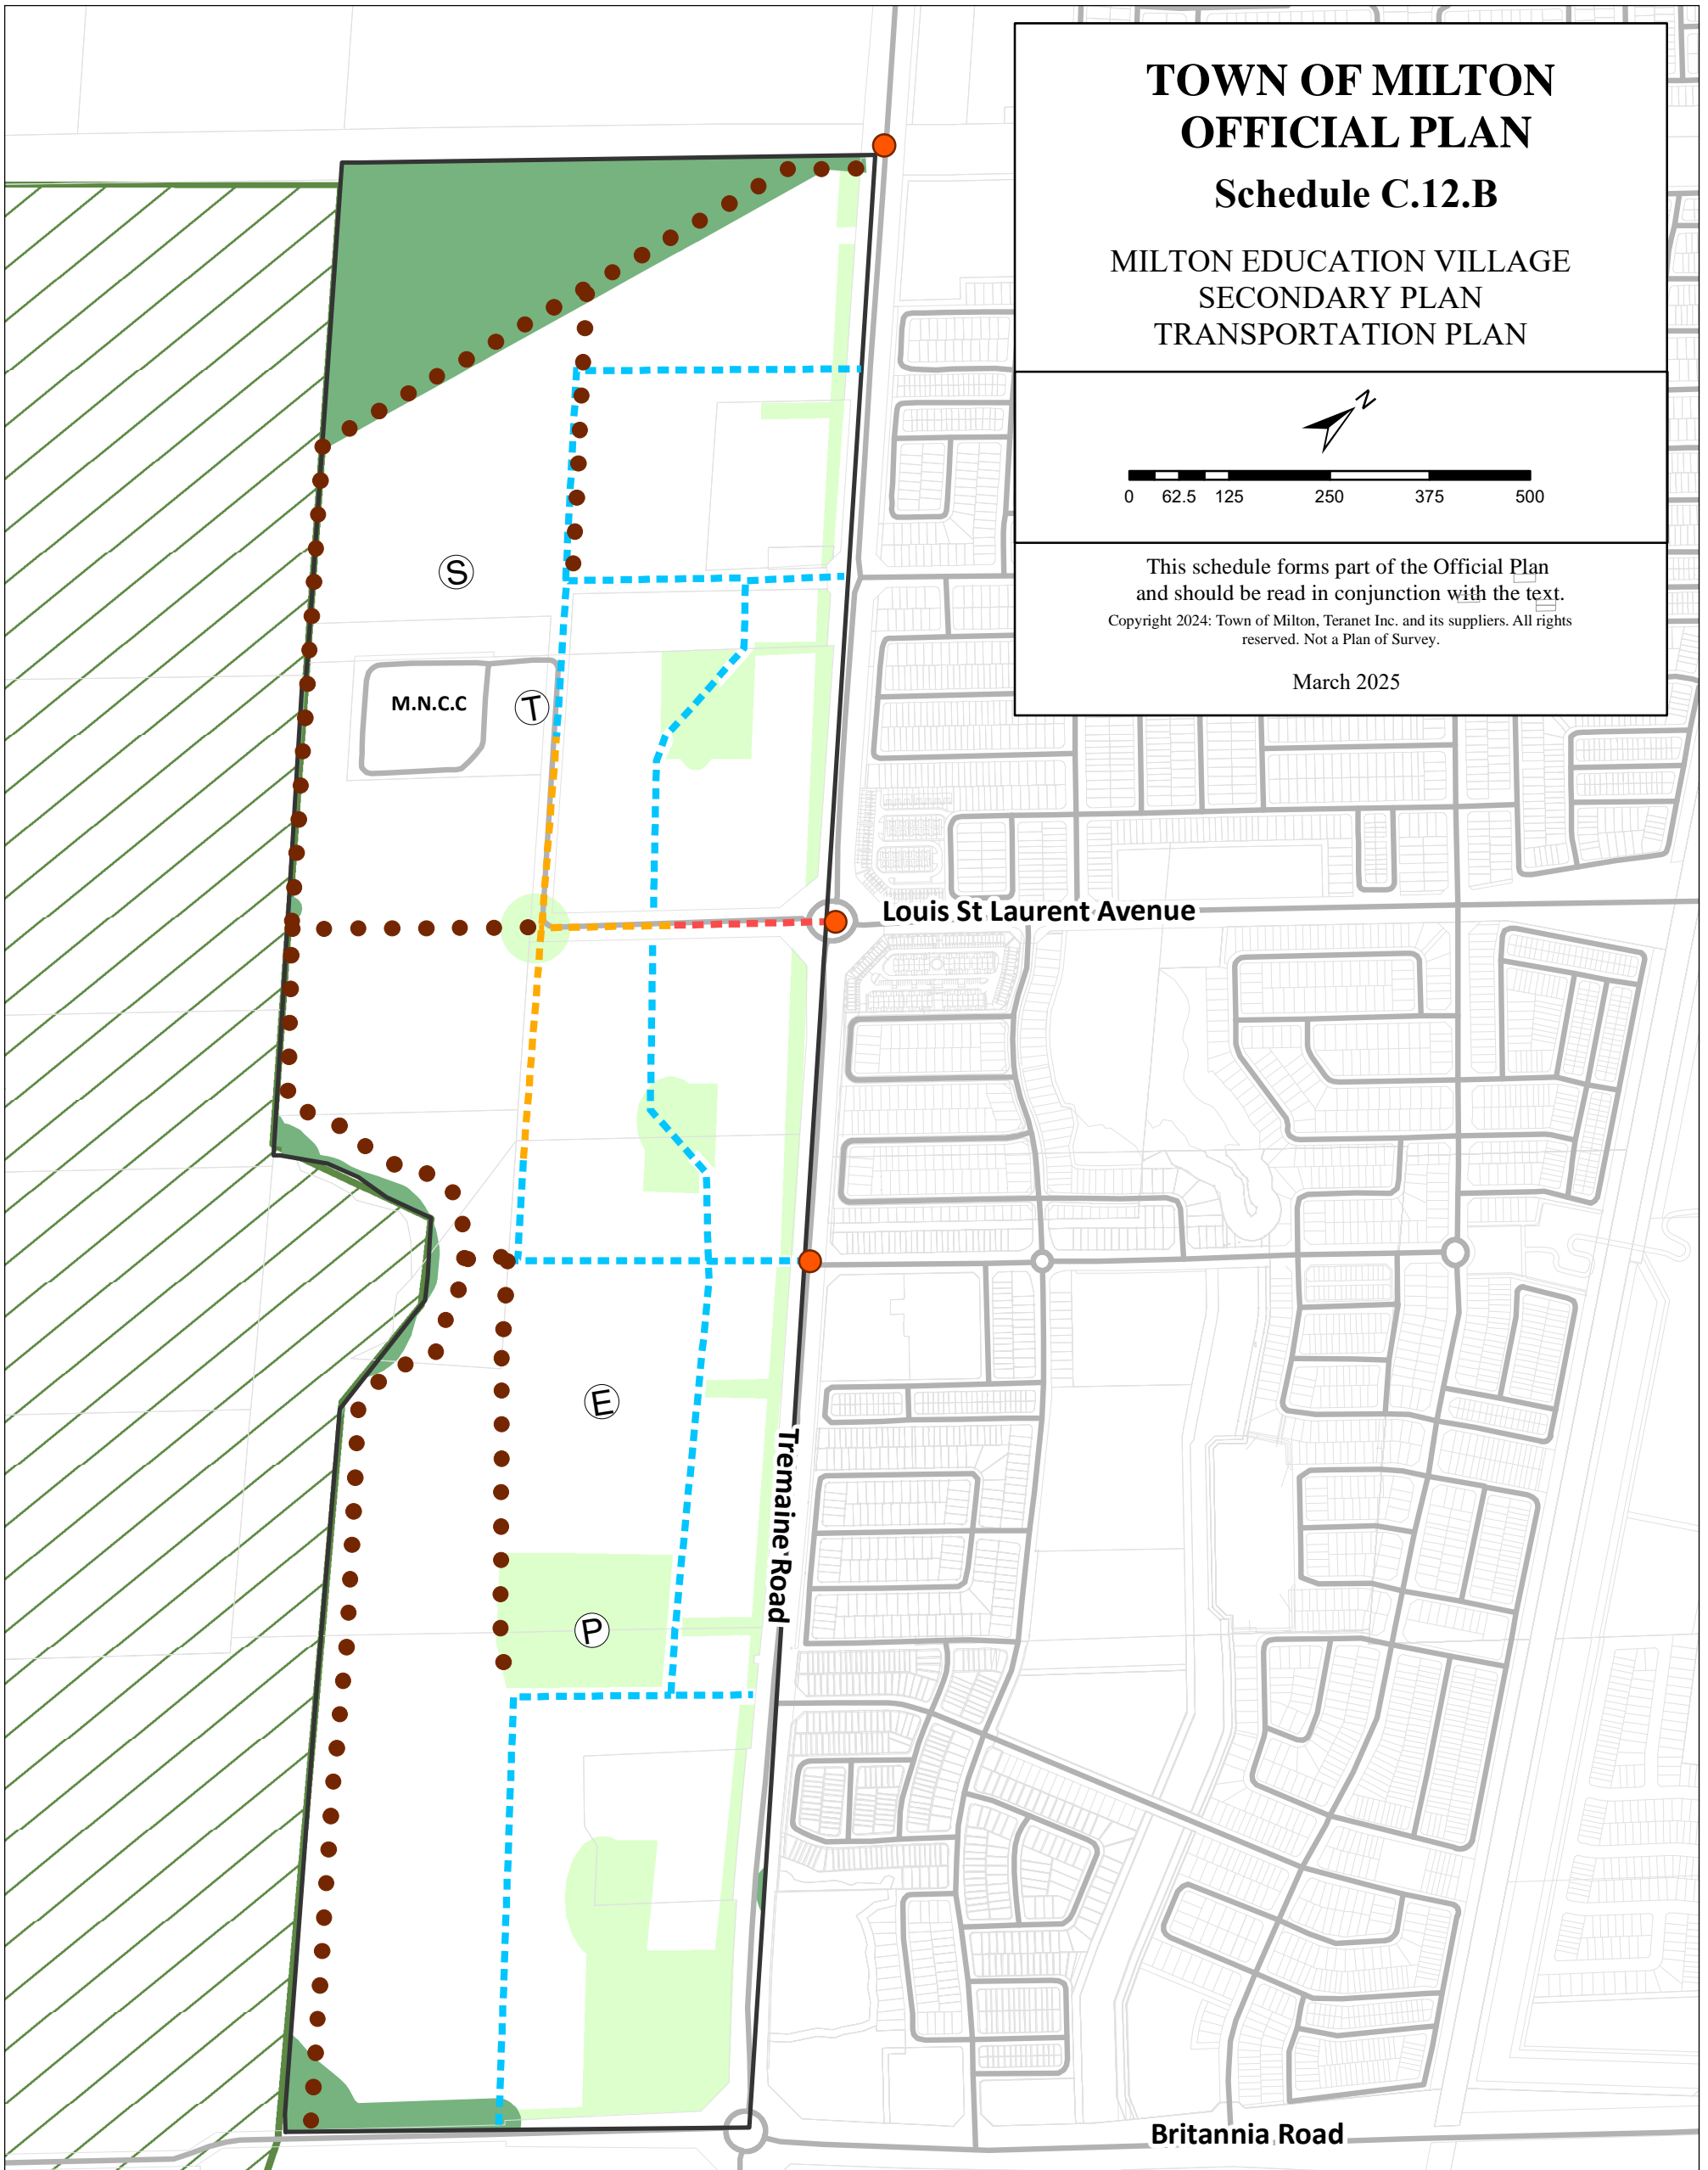 TOWN OF MILTON
OFFICIAL PLAN
Schedule C.12.B
MILTON EDUCATION VILLAGE
SECONDARY PLAN
TRANSPORTATION PLAN
N
0 62.5 125 250 375 500
This schedule forms part of the Official Plan
and should be read in conjunction with the text.
Copyright 2024: Town of Milton, Teranet Inc. and its suppliers. All rights
reserved. Not a Plan of Survey.
March 2025
S
M.N.C.C
T
Louis St Laurent Avenue
E
Tremaine Road
P
Britannia Road